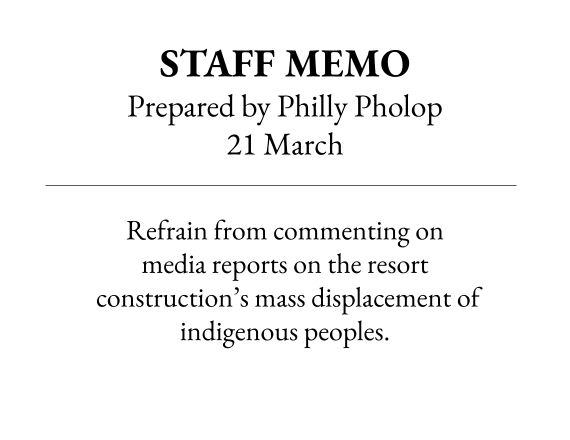 STAFF MEMO
Prepared by Philly Pholop
21 March
Refrain from commenting on
media reports on the resort
construction’s mass displacement of
indigenous peoples.